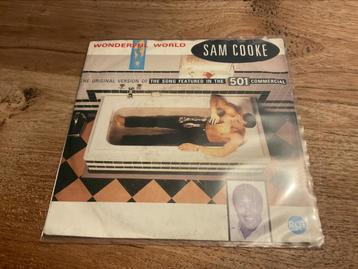 WONDERFUL WORLD
SAM COOKE
THE ORIGINAL VERSION OF THE SONG FEATURED IN THE 501 COMMERCIAL
RCA